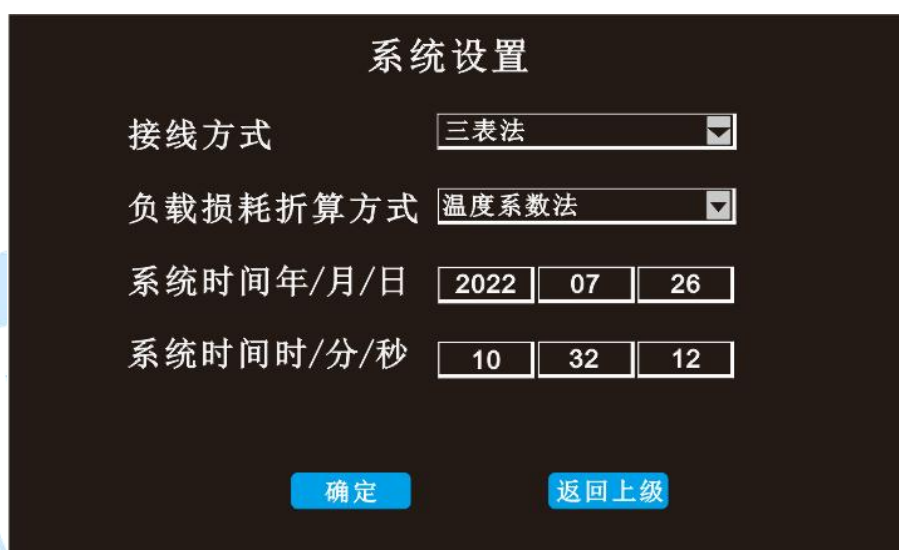 系统设置
接线方式 三表法
负载损耗折算方式 温度系数法
系统时间年/月/日 2022 07 26
系统时间时/分/秒 10 32 12
确定 返回上级